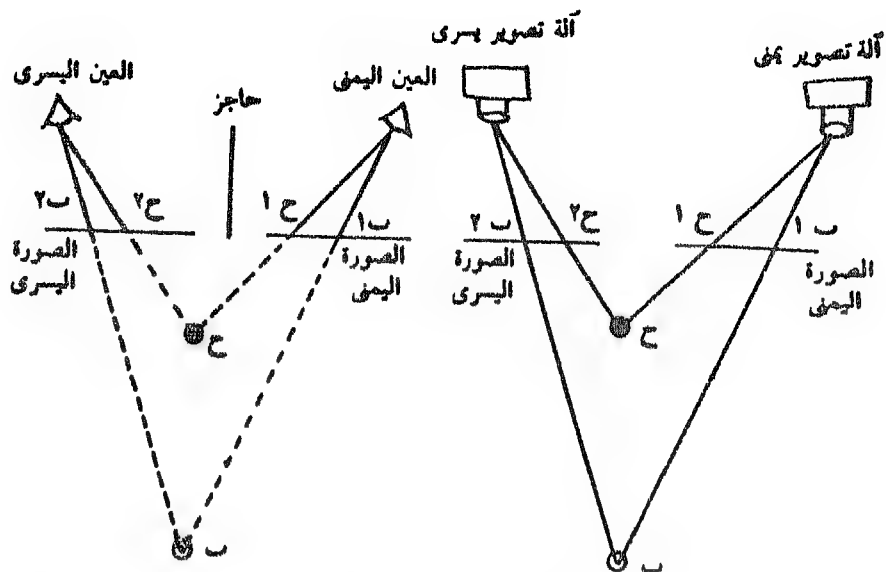 آلة تصوير يمنى
آلة تصوير يسرى
العين اليمنى
حاجز
العين اليسرى
ب ١
ح ١
ح٢
ب ٢
ب١
ح ١
ح٢
ب٢
الصورة
اليمنى
الصورة
اليسرى
الصورة
اليمنى
الصورة
اليسرى
ح
ح
ب
ب